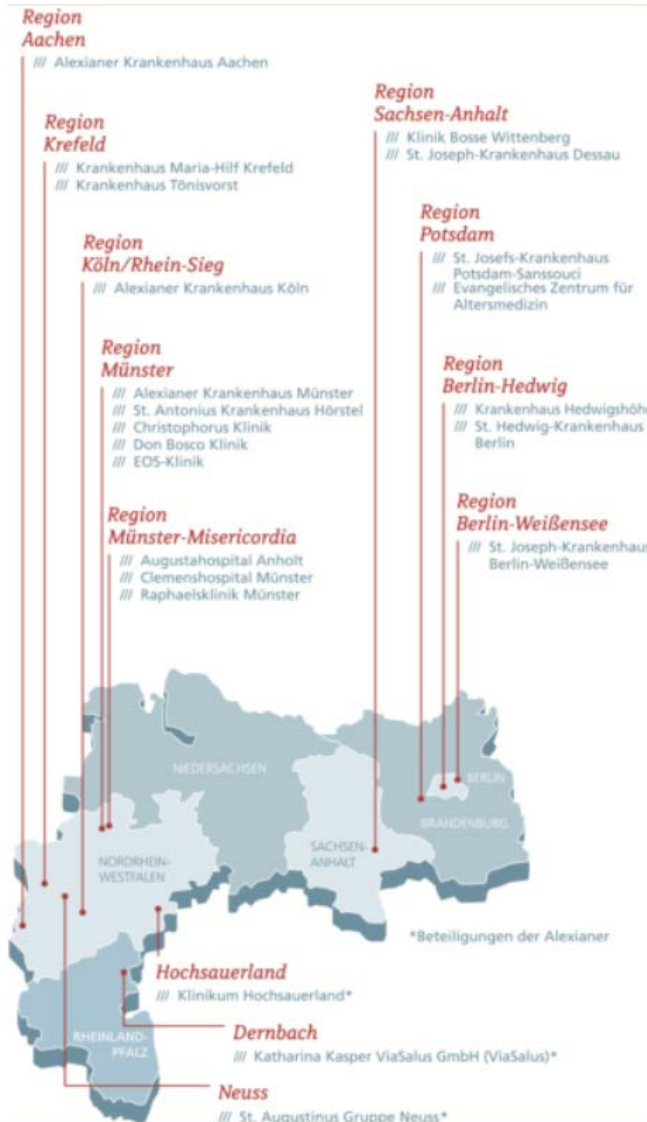 Region
Aachen
/// Alexianer Krankenhaus Aachen
Region
Krefeld
/// Krankenhaus Maria-Hilf Krefeld
/// Krankenhaus Tönisvorst
Region
Köln/Rhein-Sieg
/// Alexianer Krankenhaus Köln
Region
Münster
/// Alexianer Krankenhaus Münster
/// St. Antonius Krankenhaus Hörstel
/// Christophorus Klinik
/// Don Bosco Klinik
/// EOS-Klinik
Region
Münster-Misericordia
/// Augustahospital Anholt
/// Clemenshospital Münster
/// Raphaelsklinik Münster
Region
Sachsen-Anhalt
/// Klinik Bosse Wittenberg
/// St. Joseph-Krankenhaus Dessau
Region
Potsdam
/// St. Josefs-Krankenhaus
Potsdam-Sanssouci
/// Evangelisches Zentrum für
Altersmedizin
Region
Berlin-Hedwig
/// Krankenhaus Hedwigshöhe
/// St. Hedwig-Krankenhaus
Berlin
Region
Berlin-Weißensee
/// St. Joseph-Krankenhaus
Berlin-Weißensee
NIEDERSACHSEN
BERLIN
BRANDENBURG
SACHSEN-
ANHALT
NORDRHEIN-
WESTFALEN
*Beteiligungen der Alexianer
Hochsauerland
/// Klinikum Hochsauerland*
Dernbach
/// Katharina Kasper ViaSalus GmbH (ViaSalus)*
RHEINLAND-
PFALZ
Neuss
/// St. Augustinus Gruppe Neuss*